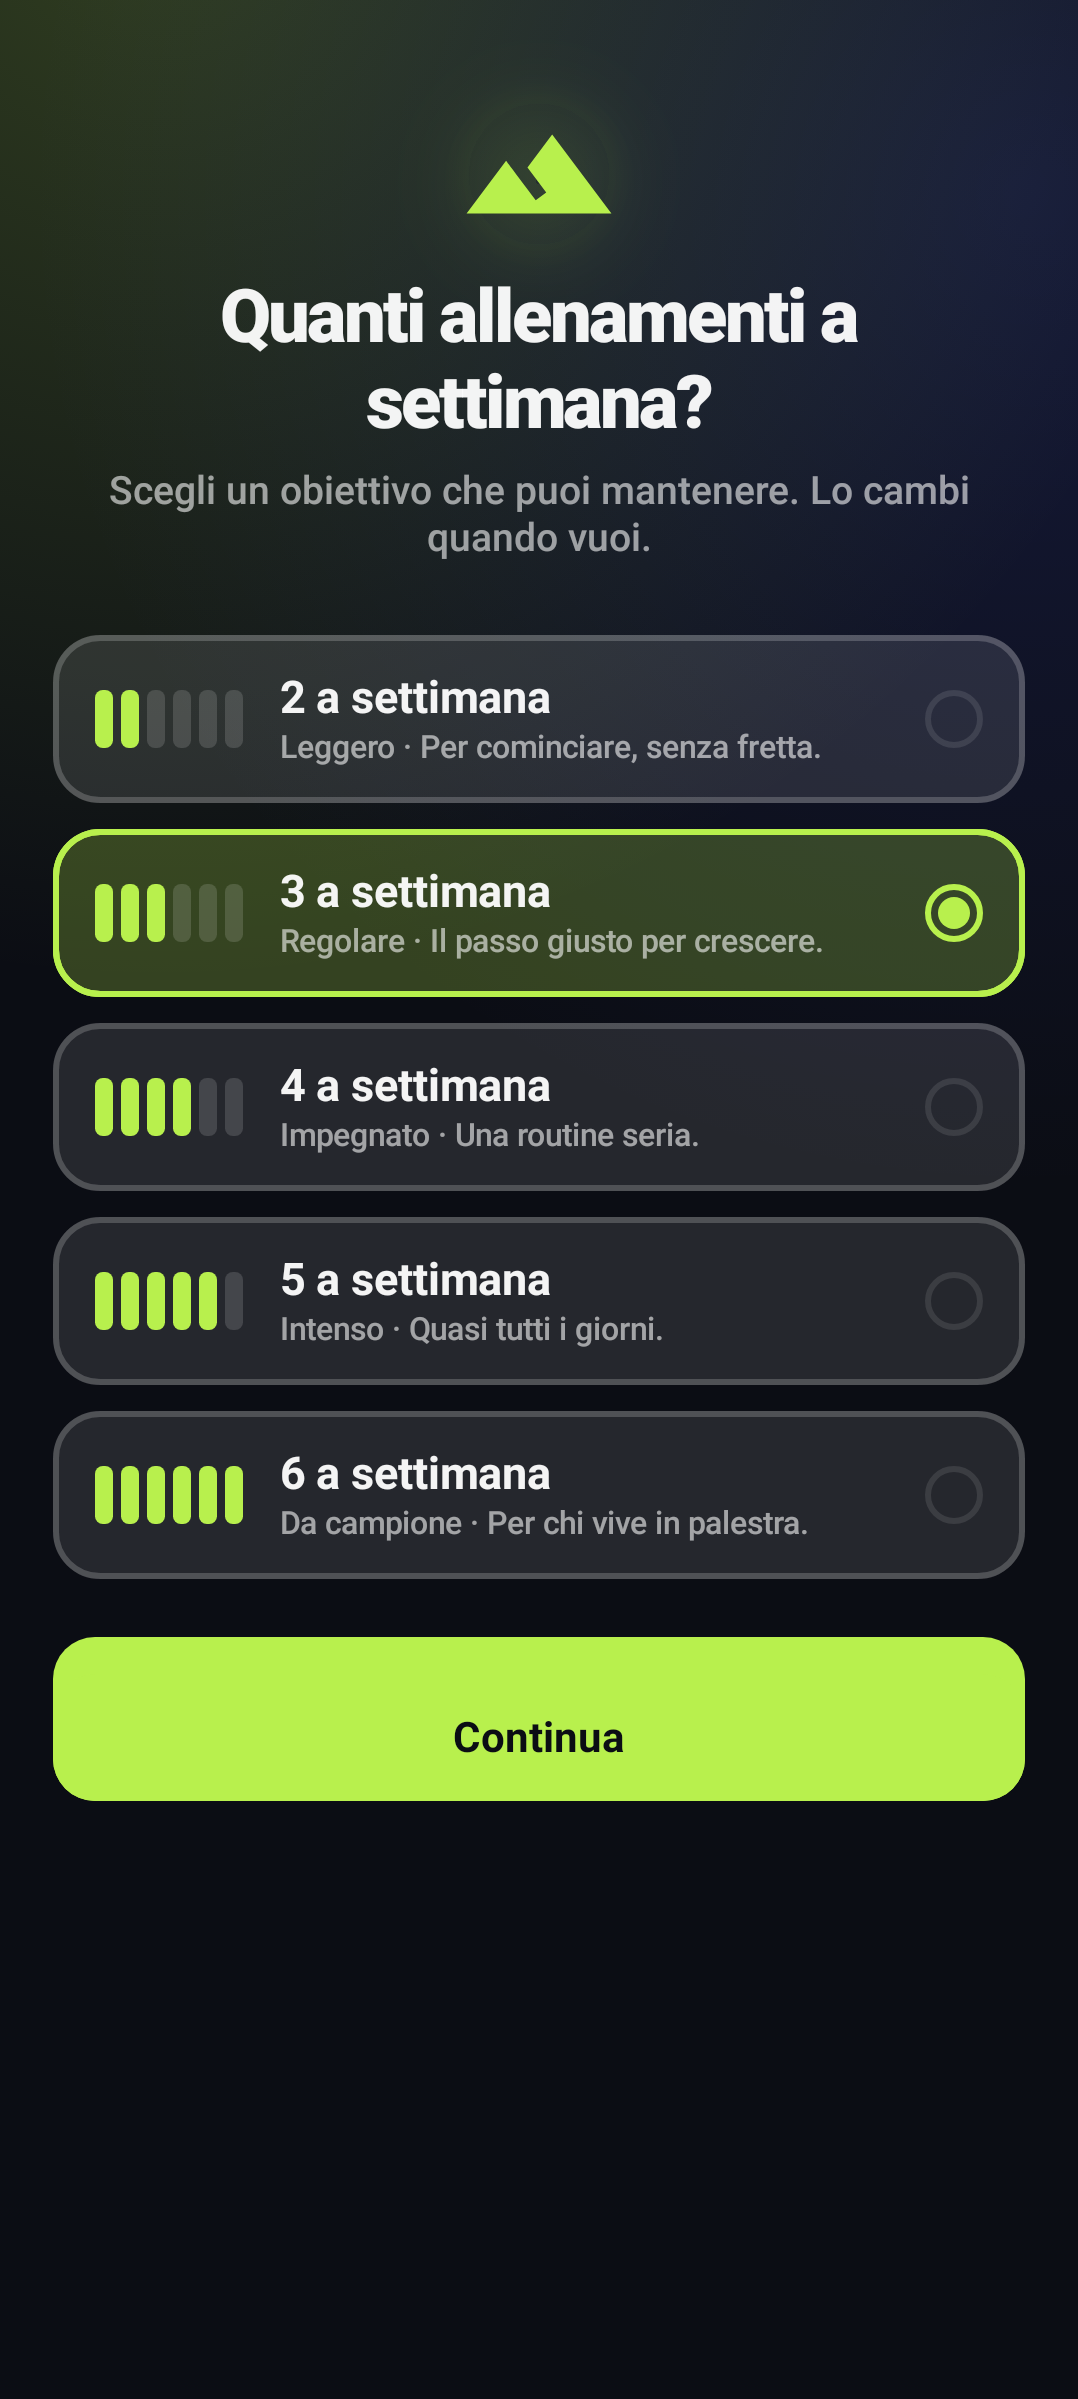 Quanti allenamenti a
settimana?
Scegli un obiettivo che puoi mantenere. Lo cambi
quando vuoi.
2 a settimana
Leggero · Per cominciare, senza fretta.
3 a settimana
Regolare · Il passo giusto per crescere.
4 a settimana
Impegnato · Una routine seria.
5 a settimana
Intenso · Quasi tutti i giorni.
6 a settimana
Da campione · Per chi vive in palestra.
Continua